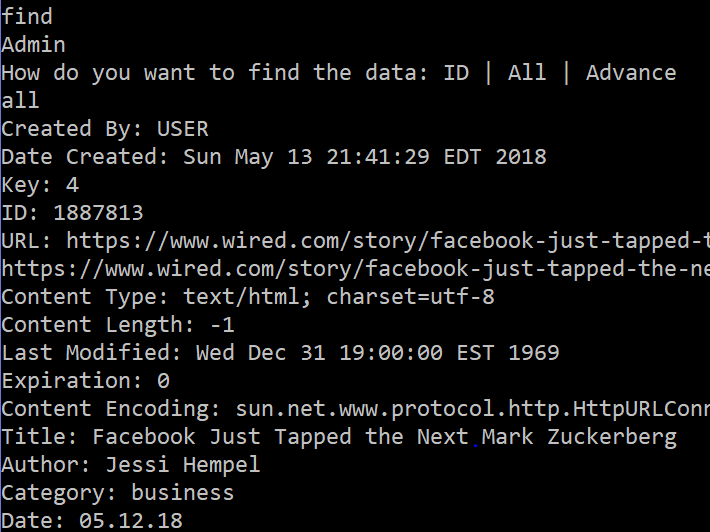 find
Admin
How do you want to find the data: ID | All | Advance
all
Created By: USER
Date Created: Sun May 13 21:41:29 EDT 2018
Key: 4
ID: 1887813
URL: https://www.wired.com/story/facebook-just-tapped-t
https://www.wired.com/story/facebook-just-tapped-the-ne
Content Type: text/html; charset=utf-8
Content Length: -1
Last Modified: Wed Dec 31 19:00:00 EST 1969
Expiration: 0
Content Encoding: sun.net.www.protocol.http.HttpURLConn
Title: Facebook Just Tapped the Next Mark Zuckerberg
Author: Jessi Hempel
Category: business
Date: 05.12.18